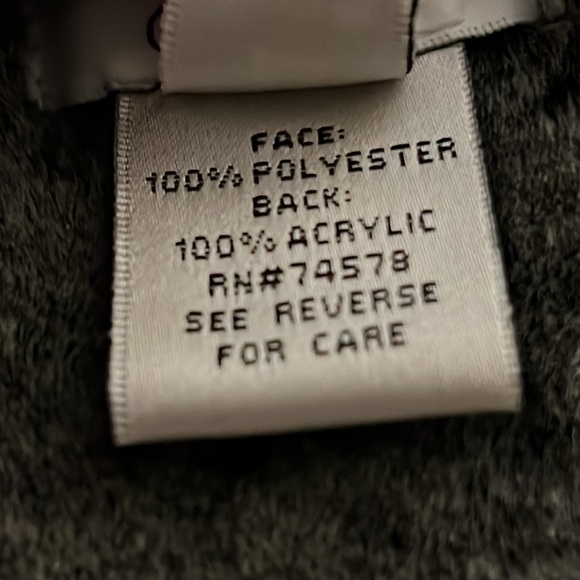 FACE:
100% POLYESTER
BACK:
100% ACRYLIC
RN#74578
SEE REVERSE
FOR CARE